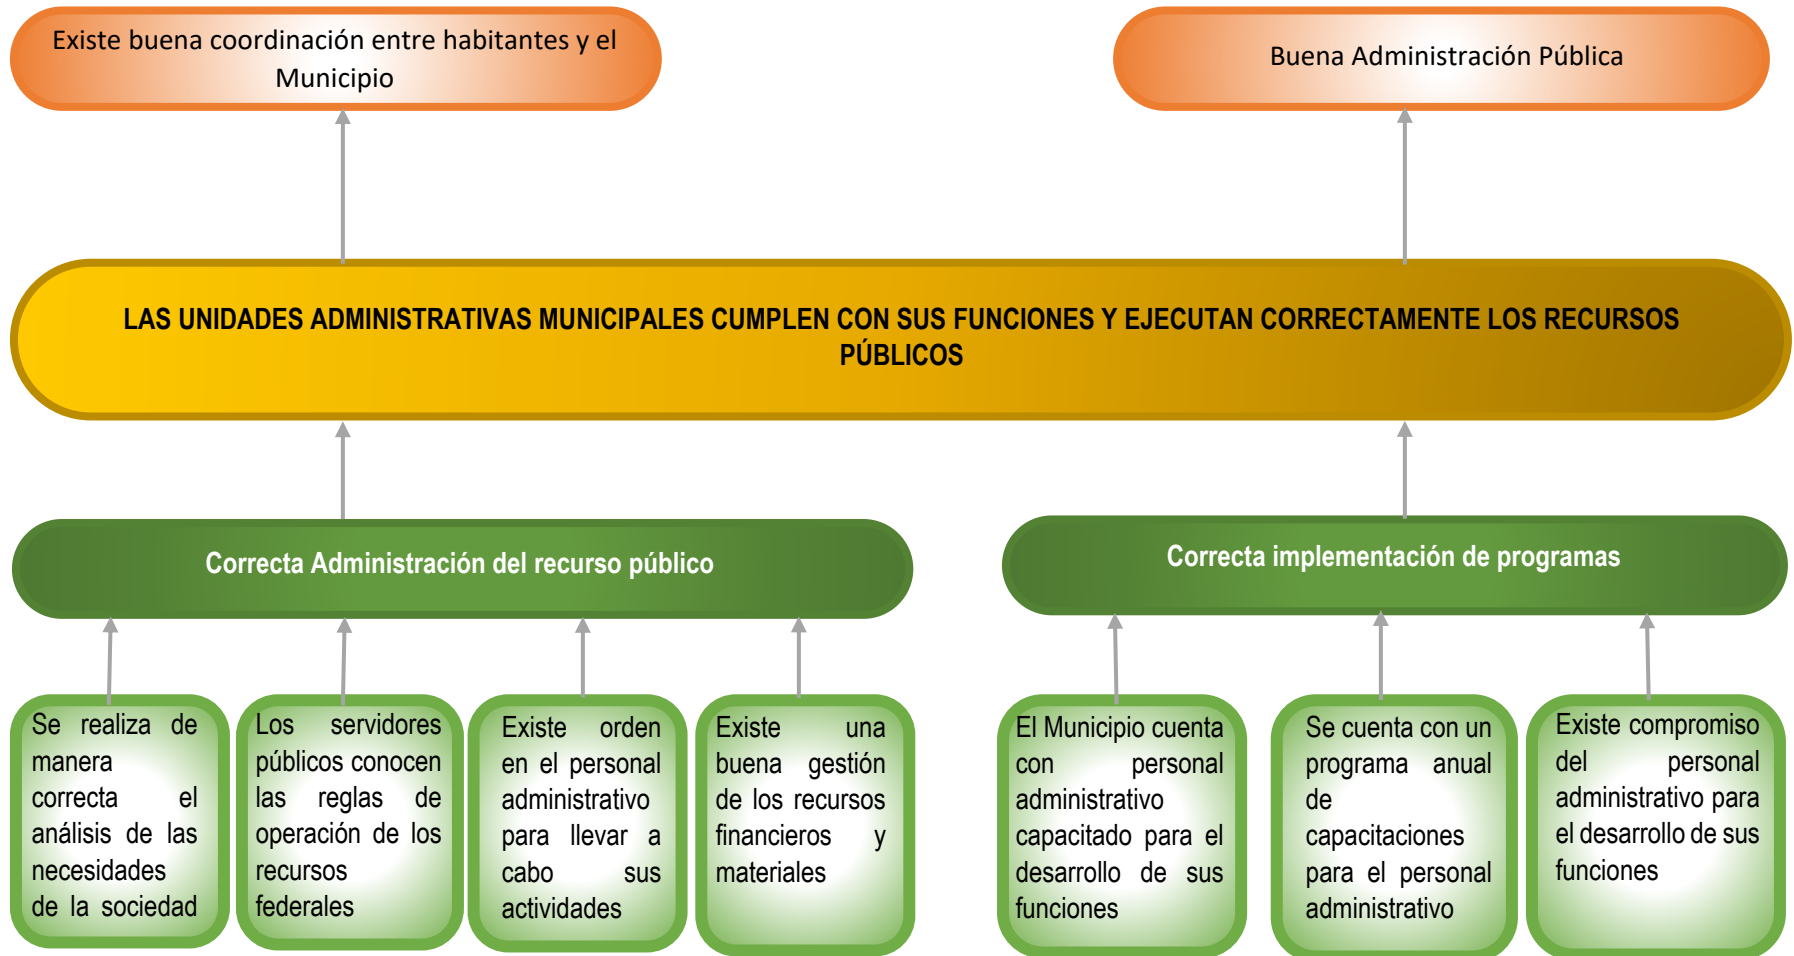 Existe buena coordinación entre habitantes y el
Municipio
Buena Administración Pública
LAS UNIDADES ADMINISTRATIVAS MUNICIPALES CUMPLEN CON SUS FUNCIONES Y EJECUTAN CORRECTAMENTE LOS RECURSOS
PÚBLICOS
Correcta Administración del recurso público
Correcta implementación de programas
Se realiza de
manera
correcta el
análisis de las
necesidades
de la sociedad
Los servidores
públicos conocen
las reglas de
operación de los
recursos
federales
Existe orden
en el personal
administrativo
para llevar a
cabo sus
actividades
Existe una
buena gestión
de los recursos
financieros y
materiales
El Municipio cuenta
con personal
administrativo
capacitado para el
desarrollo de sus
funciones
Se cuenta con un
programa anual
de
capacitaciones
para el personal
administrativo
Existe compromiso
del personal
administrativo para
el desarrollo de sus
funciones